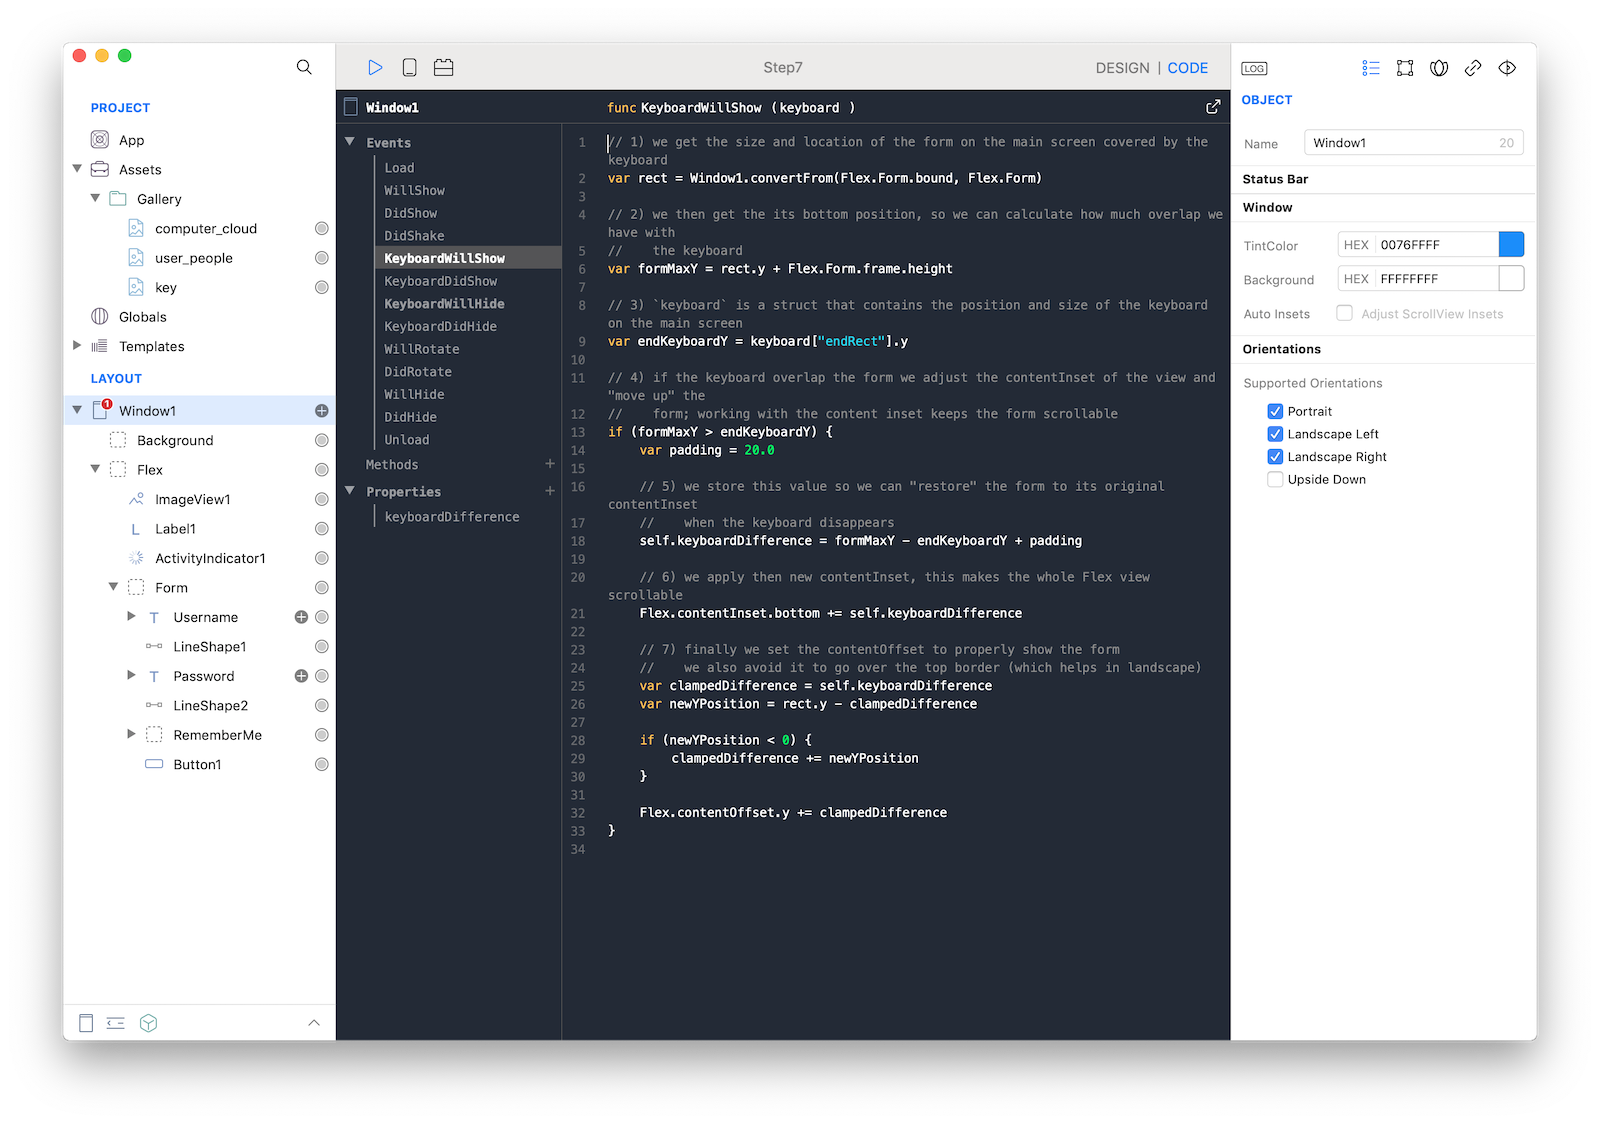 PROJECT
App
Assets
Gallery
computer_cloud
user_people
key
Globals
Templates
LAYOUT
1
Window1
Background
Flex
ImageView1
L Label1
ActivityIndicator1
Form
T Username
LineShape1
T Password
LineShape2
RememberMe
Button1
Step7
DESIGN | CODE
Window1
Events
Load
WillShow
DidShow
DidShake
KeyboardWillShow
KeyboardDidShow
KeyboardWillHide
KeyboardDidHide
WillRotate
DidRotate
WillHide
DidHide
Unload
Methods +
Properties +
keyboardDifference
func KeyboardWillShow (keyboard )
1 // 1) we get the size and location of the form on the main screen covered by the
keyboard
2 var rect = Window1.convertFrom(Flex.Form.bound, Flex.Form)
3
4 // 2) we then get the its bottom position, so we can calculate how much overlap we
have with
5 //    the keyboard
6 var formMaxY = rect.y + Flex.Form.frame.height
7
8 // 3) `keyboard` is a struct that contains the position and size of the keyboard
on the main screen
9 var endKeyboardY = keyboard["endRect"].y
10
11 // 4) if the keyboard overlap the form we adjust the contentInset of the view and
"move up" the
12 //    form; working with the content inset keeps the form scrollable
13 if (formMaxY > endKeyboardY) {
14     var padding = 20.0
15
16     // 5) we store this value so we can "restore" the form to its original
contentInset
17     //    when the keyboard disappears
18     self.keyboardDifference = formMaxY - endKeyboardY + padding
19
20     // 6) we apply then new contentInset, this makes the whole Flex view
scrollable
21     Flex.contentInset.bottom += self.keyboardDifference
22
23     // 7) finally we set the contentOffset to properly show the form
24     //    we also avoid it to go over the top border (which helps in landscape)
25     var clampedDifference = self.keyboardDifference
26     var newYPosition = rect.y - clampedDifference
27
28     if (newYPosition < 0) {
29         clampedDifference += newYPosition
30     }
31
32     Flex.contentOffset.y += clampedDifference
33 }
34
LOG
OBJECT
Name Window1 20
Status Bar
Window
TintColor HEX 0076FFFF
Background HEX FFFFFFFF
Auto Insets Adjust ScrollView Insets
Orientations
Supported Orientations
Portrait
Landscape Left
Landscape Right
Upside Down